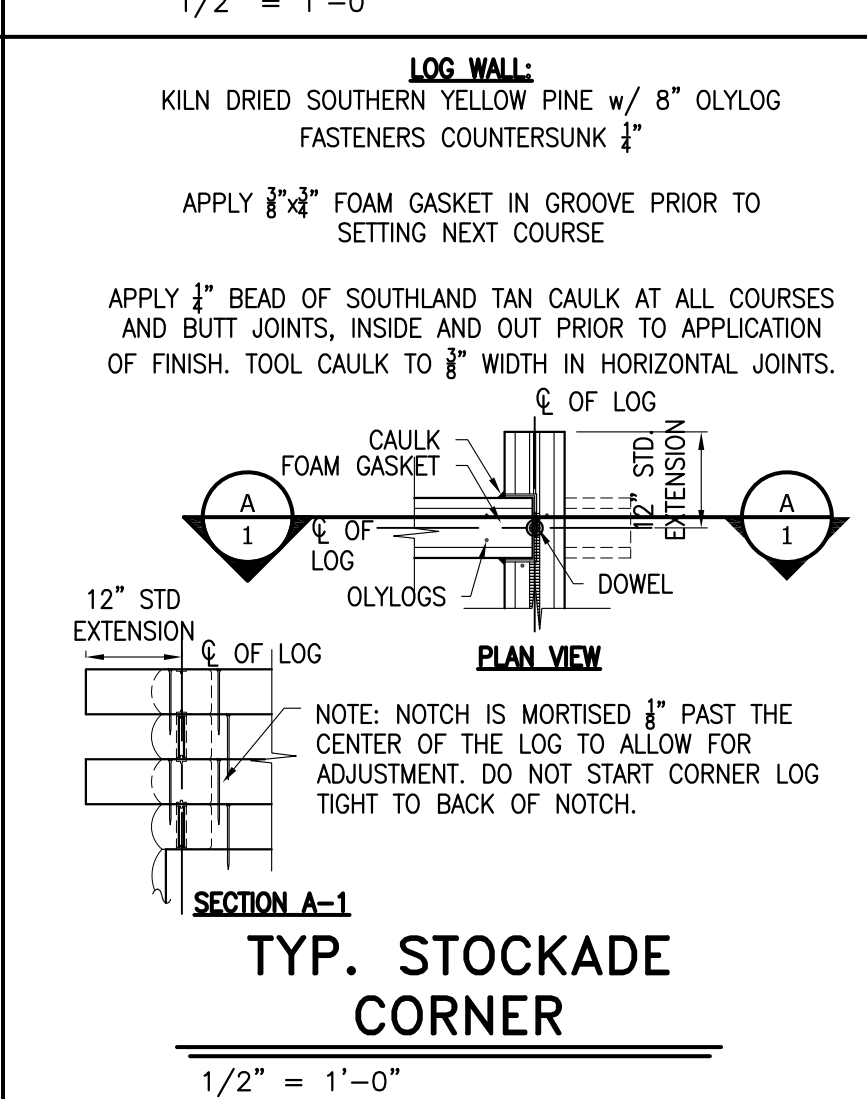 1/2" = 1'-0"
LOG WALL:
KILN DRIED SOUTHERN YELLOW PINE w/ 8" OLYLOG
FASTENERS COUNTERSUNK 1/4"
APPLY 3/8"x3/4" FOAM GASKET IN GROOVE PRIOR TO
SETTING NEXT COURSE
APPLY 1/4" BEAD OF SOUTHLAND TAN CAULK AT ALL COURSES
AND BUTT JOINTS, INSIDE AND OUT PRIOR TO APPLICATION
OF FINISH. TOOL CAULK TO 3/8" WIDTH IN HORIZONTAL JOINTS.
℄ OF LOG
CAULK
FOAM GASKET
12" STD.
EXTENSION
A
1
A
1
℄ OF
LOG
OLYLOGS
DOWEL
PLAN VIEW
12" STD
EXTENSION
℄ OF LOG
NOTE: NOTCH IS MORTISED 1/8" PAST THE
CENTER OF THE LOG TO ALLOW FOR
ADJUSTMENT. DO NOT START CORNER LOG
TIGHT TO BACK OF NOTCH.
SECTION A-1
TYP. STOCKADE
CORNER
1/2" = 1'-0"